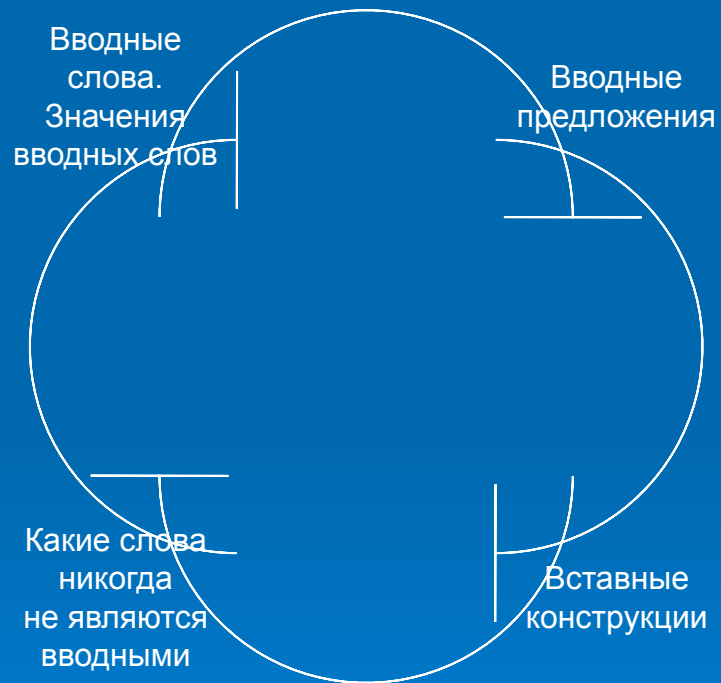 Вводные
слова.
Значения
вводных слов
Вводные
предложения
Какие слова
никогда
не являются
вводными
Вставные
конструкции